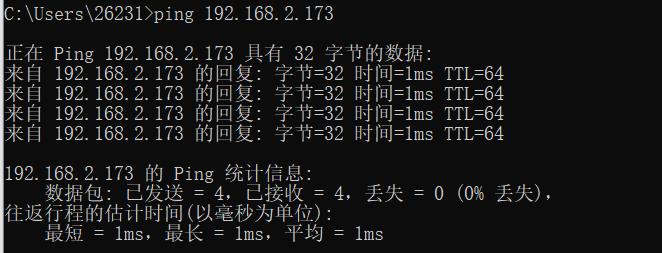 C:\Users\26231>ping 192.168.2.173
正在 Ping 192.168.2.173 具有 32 字节的数据:
来自 192.168.2.173 的回复: 字节=32 时间=1ms TTL=64
来自 192.168.2.173 的回复: 字节=32 时间=1ms TTL=64
来自 192.168.2.173 的回复: 字节=32 时间=1ms TTL=64
来自 192.168.2.173 的回复: 字节=32 时间=1ms TTL=64
192.168.2.173 的 Ping 统计信息:
数据包: 已发送 = 4，已接收 = 4，丢失 = 0 (0% 丢失)，
往返行程的估计时间(以毫秒为单位):
最短 = 1ms，最长 = 1ms，平均 = 1ms